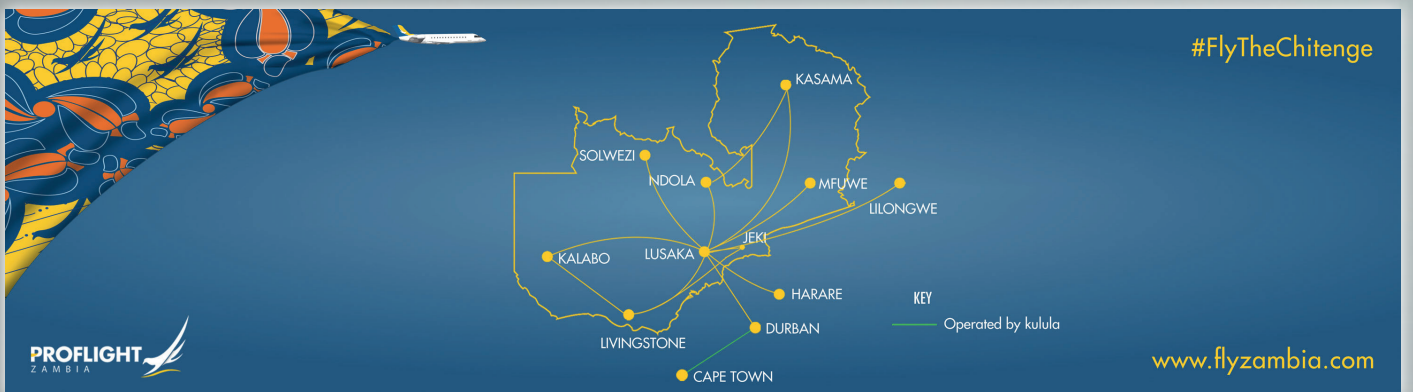 #FlyTheChitenge
KASAMA
SOLWEZI
NDOLA
MFUWE
LILONGWE
JEKI
LUSAKA
KALABO
HARARE
KEY
Operated by kulula
DURBAN
LIVINGSTONE
CAPE TOWN
PROFLIGHT
ZAMBIA
www.flyzambia.com